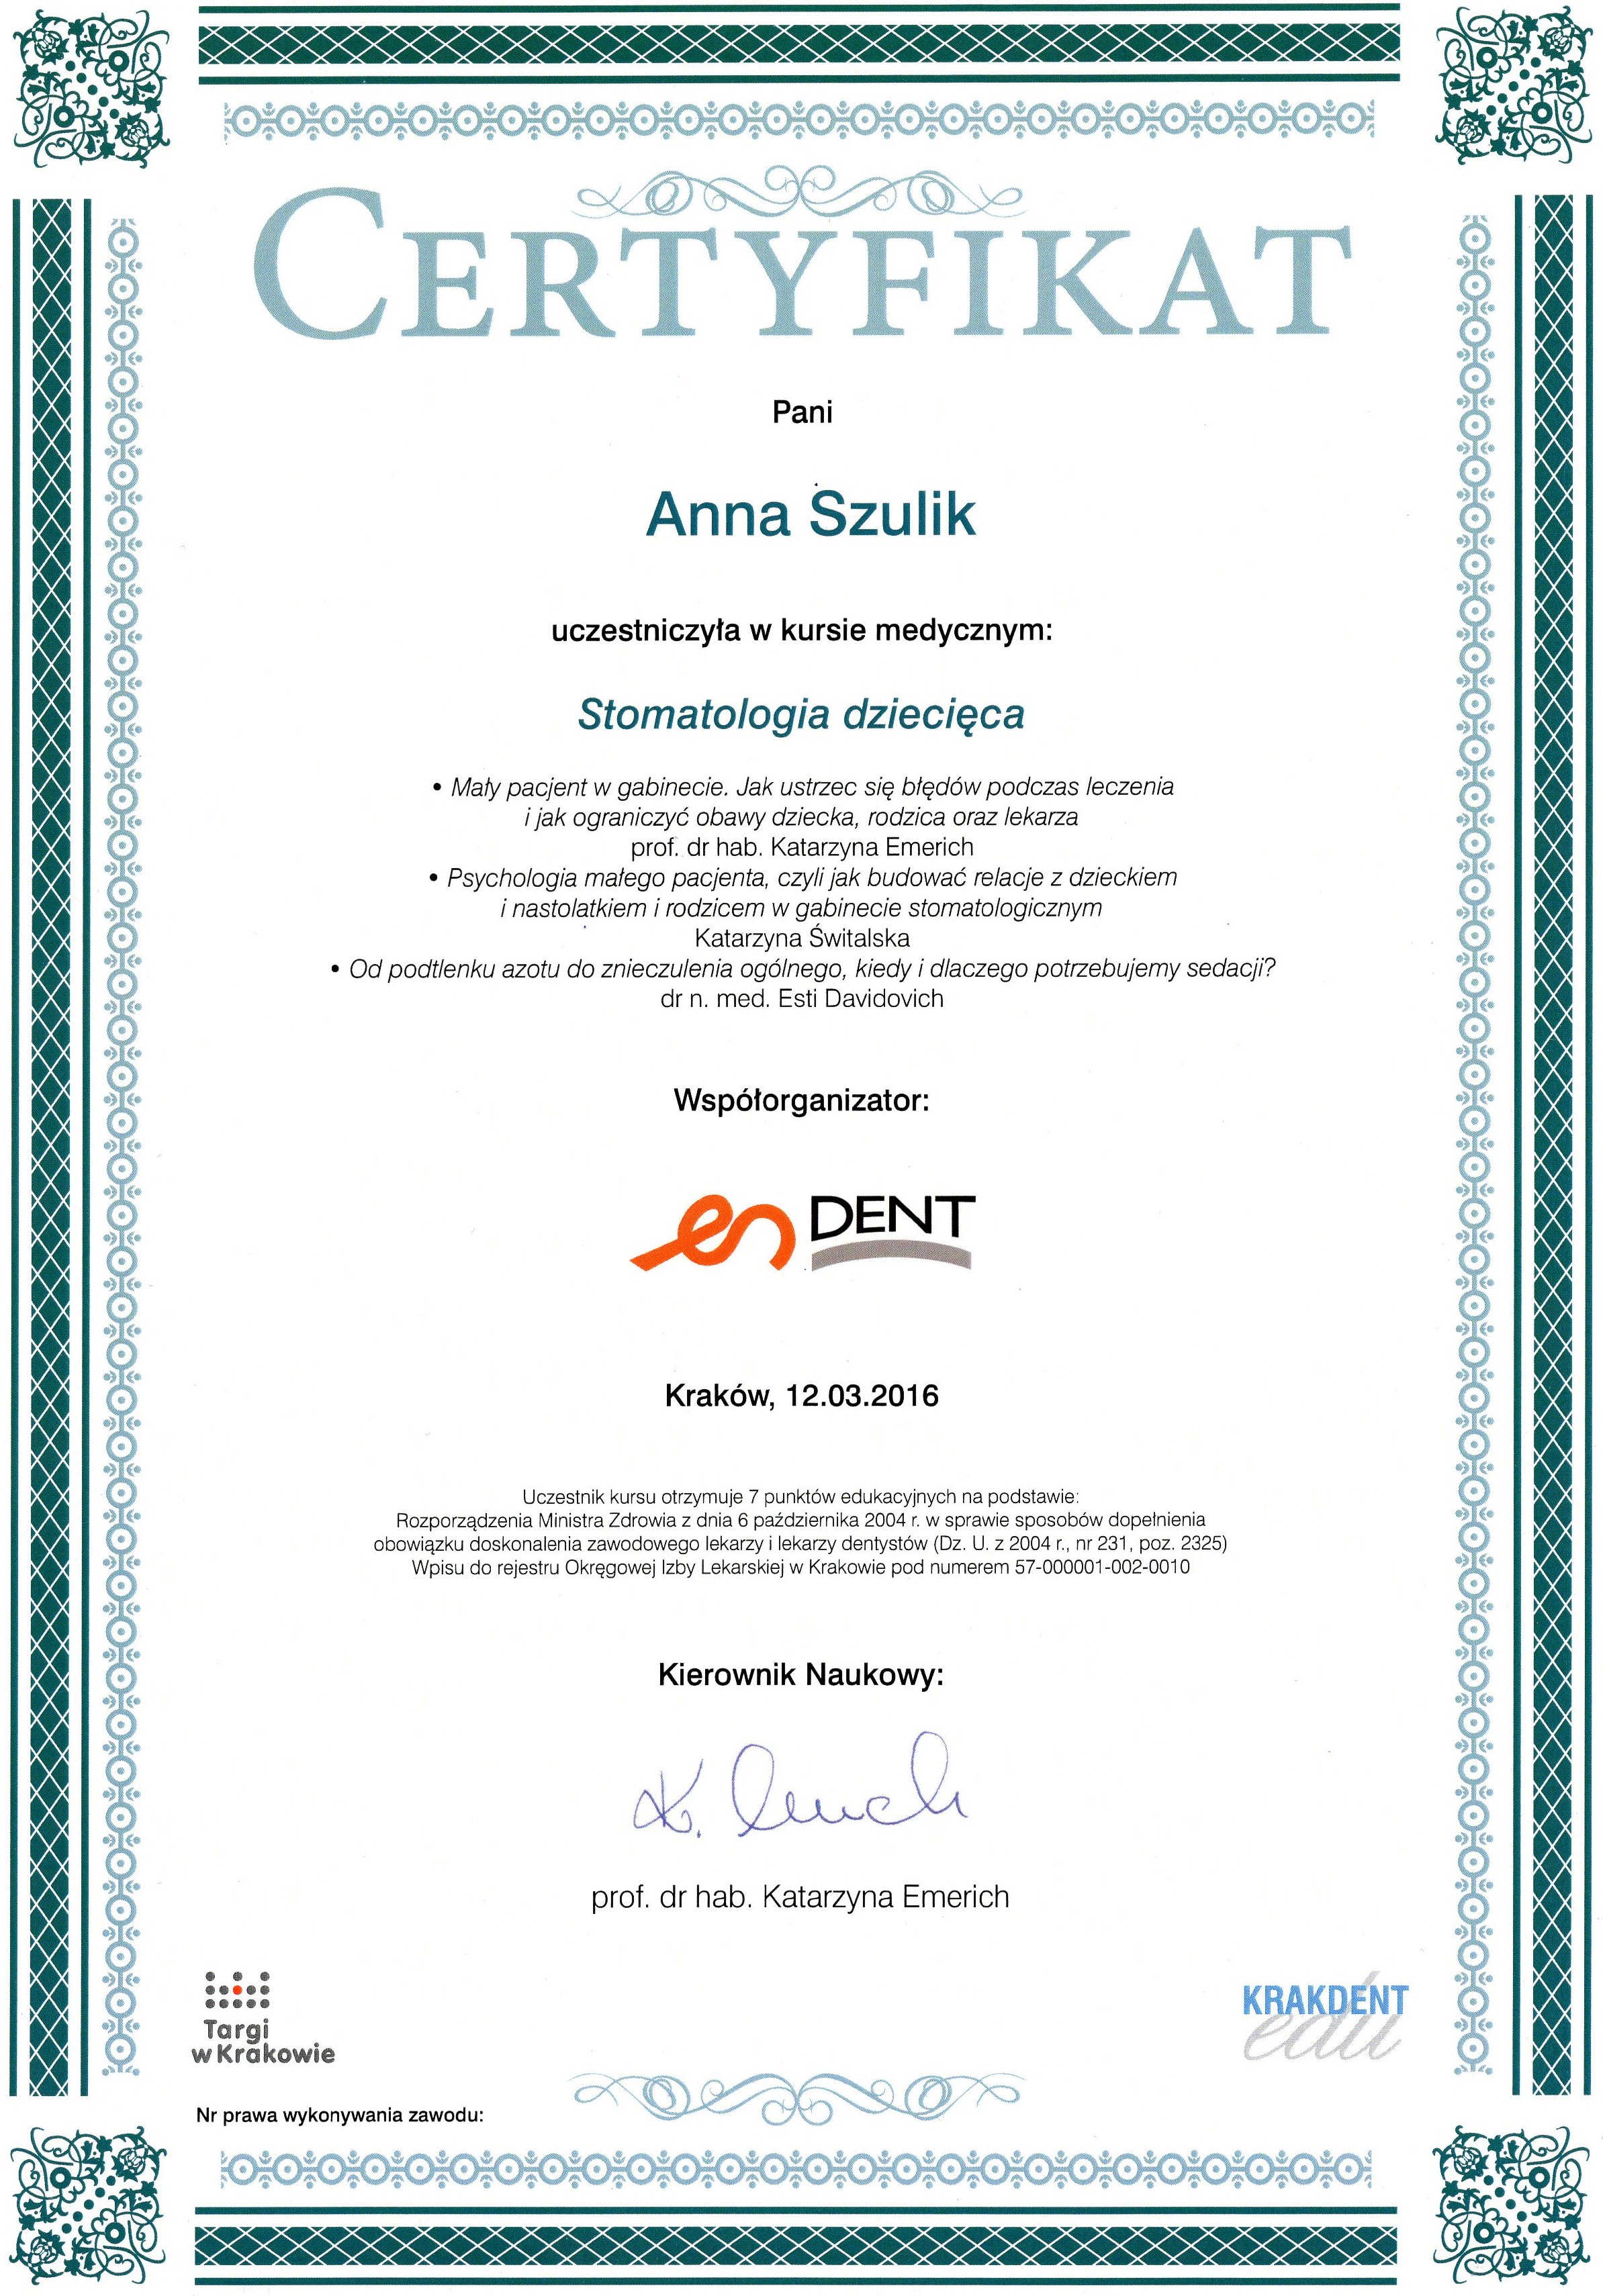 CERTYFIKAT
Pani
Anna Szulik
uczestniczyła w kursie medycznym:
Stomatologia dziecięca
• Mały pacjent w gabinecie. Jak ustrzec się błędów podczas leczenia
i jak ograniczyć obawy dziecka, rodzica oraz lekarza
prof. dr hab. Katarzyna Emerich
• Psychologia małego pacjenta, czyli jak budować relacje z dzieckiem
i nastolatkiem i rodzicem w gabinecie stomatologicznym
Katarzyna Świtalska
• Od podtlenku azotu do znieczulenia ogólnego, kiedy i dlaczego potrzebujemy sedacji?
dr n. med. Esti Davidovich
Współorganizator:
en DENT
Kraków, 12.03.2016
Uczestnik kursu otrzymuje 7 punktów edukacyjnych na podstawie:
Rozporządzenia Ministra Zdrowia z dnia 6 października 2004 r. w sprawie sposobów dopełnienia
obowiązku doskonalenia zawodowego lekarzy i lekarzy dentystów (Dz. U. z 2004 r., nr 231, poz. 2325)
Wpisu do rejestru Okręgowej Izby Lekarskiej w Krakowie pod numerem 57-000001-002-0010
Kierownik Naukowy:
K. Emerich
prof. dr hab. Katarzyna Emerich
Targi
w Krakowie
KRAKDENT
edu
Nr prawa wykonywania zawodu: